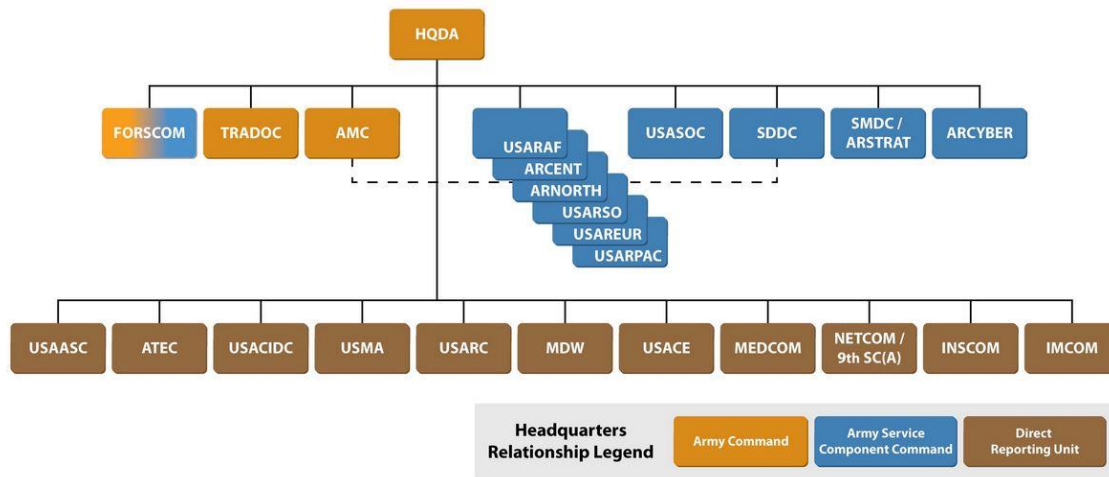 HQDA
FORSCOM
TRADOC
AMC
USARAF
ARCENT
ARNORTH
USARSO
USAREUR
USARPAC
USASOC
SDDC
SMDC /
ARSTRAT
ARCYBER
USAASC
ATEC
USACIDC
USMA
USARC
MDW
USACE
MEDCOM
NETCOM /
9th SC(A)
INSCOM
IMCOM
Headquarters
Relationship Legend
Army Command
Army Service
Component Command
Direct
Reporting Unit